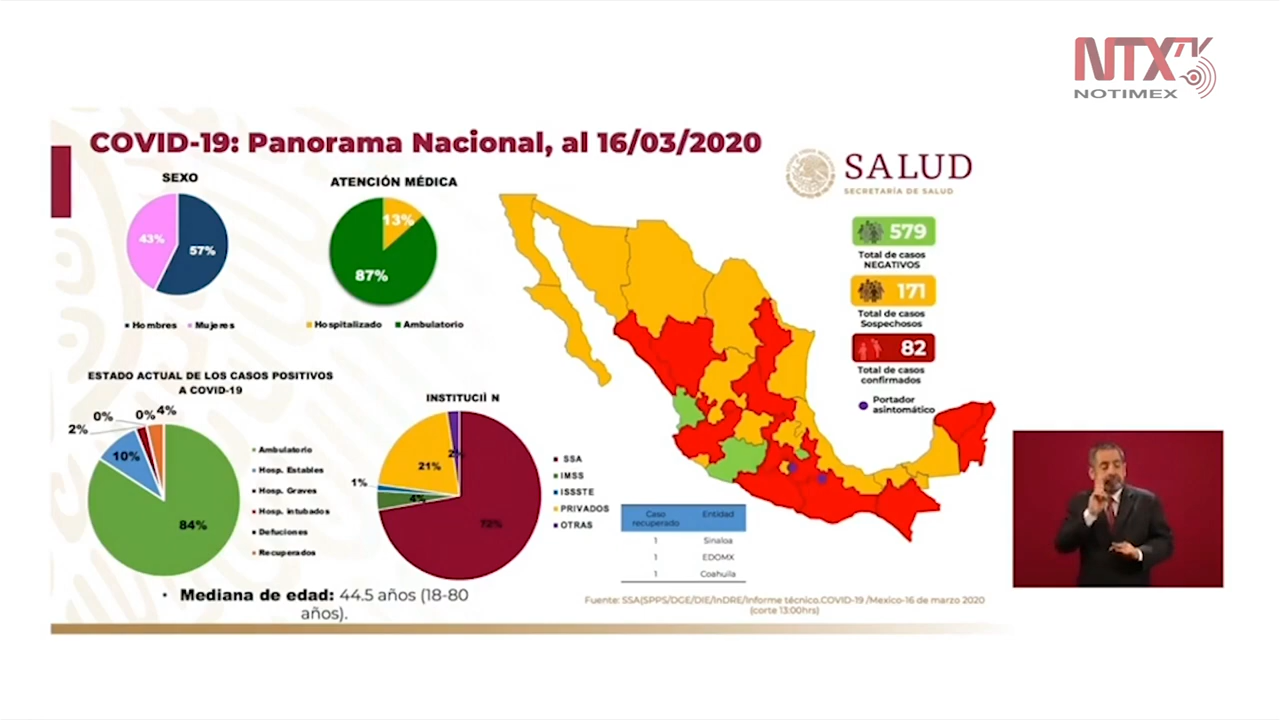 NTXTV
NOTIMEX
COVID-19: Panorama Nacional, al 16/03/2020
SALUD
SECRETARÍA DE SALUD
SEXO
43%
57%
Hombres Mujeres
ATENCIÓN MÉDICA
13%
87%
Hospitalizado Ambulatorio
579
Total de casos
NEGATIVOS
171
Total de casos
Sospechosos
82
Total de casos
confirmados
Portador
asintomático
ESTADO ACTUAL DE LOS CASOS POSITIVOS
A COVID-19
0%
0%
4%
2%
10%
84%
Ambulatorio
Hosp. Estables
Hosp. Graves
Hosp. intubados
Defuciones
Recuperados
INSTITUCIÍ N
2%
21%
1%
4%
72%
SSA
IMSS
ISSSTE
PRIVADOS
OTRAS
Caso
recuperado
Entidad
1 Sinaloa
1 EDOMX
1 Coahuila
• Mediana de edad: 44.5 años (18-80
años).
Fuente: SSA(SPPS/DGE/DIE/InDRE/Informe técnico.COVID-19 /Mexico-16 de marzo 2020
(corte 13:00hrs)